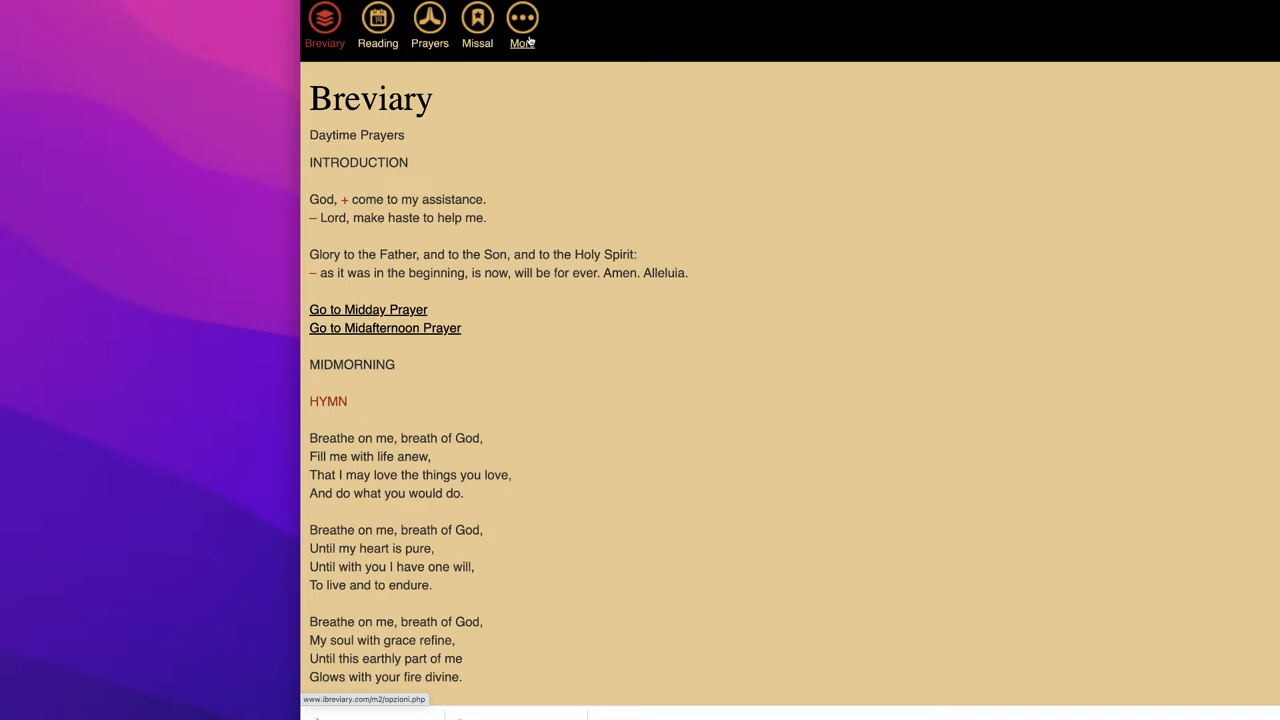 Breviary Reading Prayers Missal More
Breviary
Daytime Prayers
INTRODUCTION
God, + come to my assistance.
– Lord, make haste to help me.
Glory to the Father, and to the Son, and to the Holy Spirit:
– as it was in the beginning, is now, will be for ever. Amen. Alleluia.
Go to Midday Prayer
Go to Midafternoon Prayer
MIDMORNING
HYMN
Breathe on me, breath of God,
Fill me with life anew,
That I may love the things you love,
And do what you would do.
Breathe on me, breath of God,
Until my heart is pure,
Until with you I have one will,
To live and to endure.
Breathe on me, breath of God,
My soul with grace refine,
Until this earthly part of me
Glows with your fire divine.
www.ibreviary.com/m2/opzioni.php